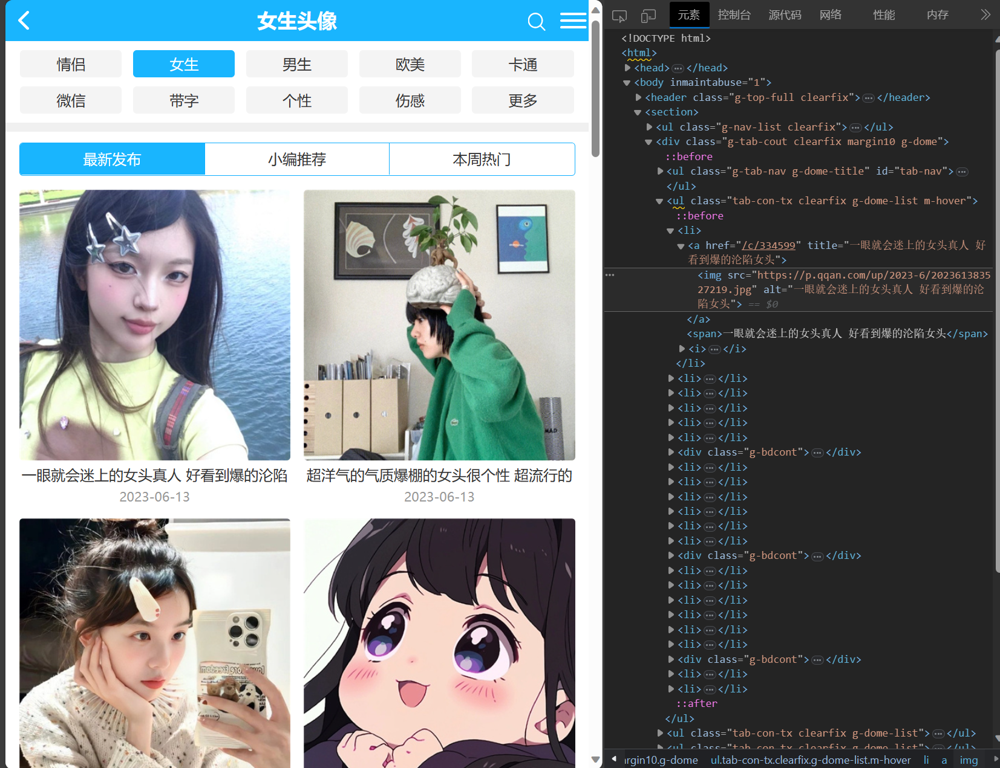 女生头像
情侣 女生 男生 欧美 卡通
微信 带字 个性 伤感 更多
最新发布 小编推荐 本周热门
一眼就会迷上的女头真人 好看到爆的沦陷
2023-06-13
超洋气的气质爆棚的女头很个性 超流行的
2023-06-13
MAD
元素 控制台 源代码 网络 性能 内存
<!DOCTYPE html>
<html>
<head>…</head>
<body inmaintabuse="1">
<header class="g-top-full clearfix">…</header>
<section>
<ul class="g-nav-list clearfix">…</ul>
<div class="g-tab-cout clearfix margin10 g-dome">
::before
<ul class="g-tab-nav g-dome-title" id="tab-nav">…
</ul>
<ul class="tab-con-tx clearfix g-dome-list m-hover">
::before
<li>
<a href="/c/334599" title="一眼就会迷上的女头真人 好
看到爆的沦陷女头">
<img src="https://p.qqan.com/up/2023-6/2023613835
27219.jpg" alt="一眼就会迷上的女头真人 好看到爆的沦
陷女头"> == $0
</a>
<span>一眼就会迷上的女头真人 好看到爆的沦陷女头</span>
<i>…</i>
</li>
<li>…</li>
<li>…</li>
<li>…</li>
<li>…</li>
<li>…</li>
<div class="g-bdcont">…</div>
<li>…</li>
<li>…</li>
<li>…</li>
<li>…</li>
<li>…</li>
<li>…</li>
<div class="g-bdcont">…</div>
<li>…</li>
<li>…</li>
<li>…</li>
<li>…</li>
<li>…</li>
<li>…</li>
<div class="g-bdcont">…</div>
<li>…</li>
<li>…</li>
::after
</ul>
<ul class="tab-con-tx clearfix g-dome-list">…</ul>
<ul class="tab-con-tx clearfix g-dome-list">…</ul>
rgin10.g-dome ul.tab-con-tx.clearfix.g-dome-list.m-hover li a img